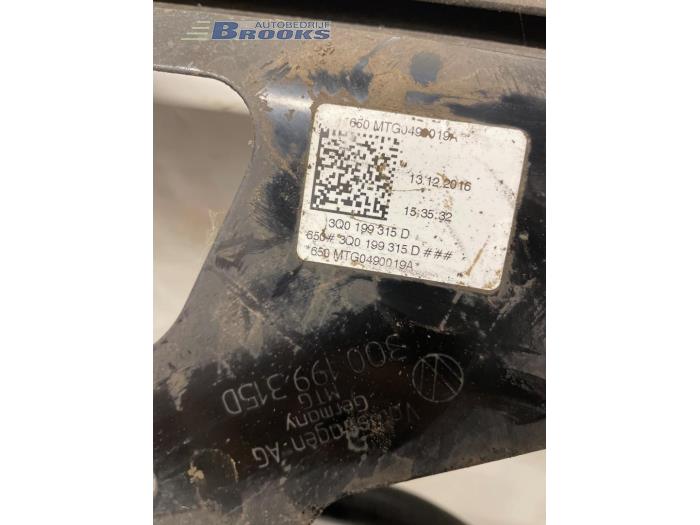 AUTOBEDRIJF
BROOKS
*650 MTG0490019A*
13.12.2016
15:35:32
3Q0 199 315 D
650# 3Q0 199 315 D ###
*650 MTG0490019A*
3Q0.199.315D
MTG
Germany
Volkswagen-AG